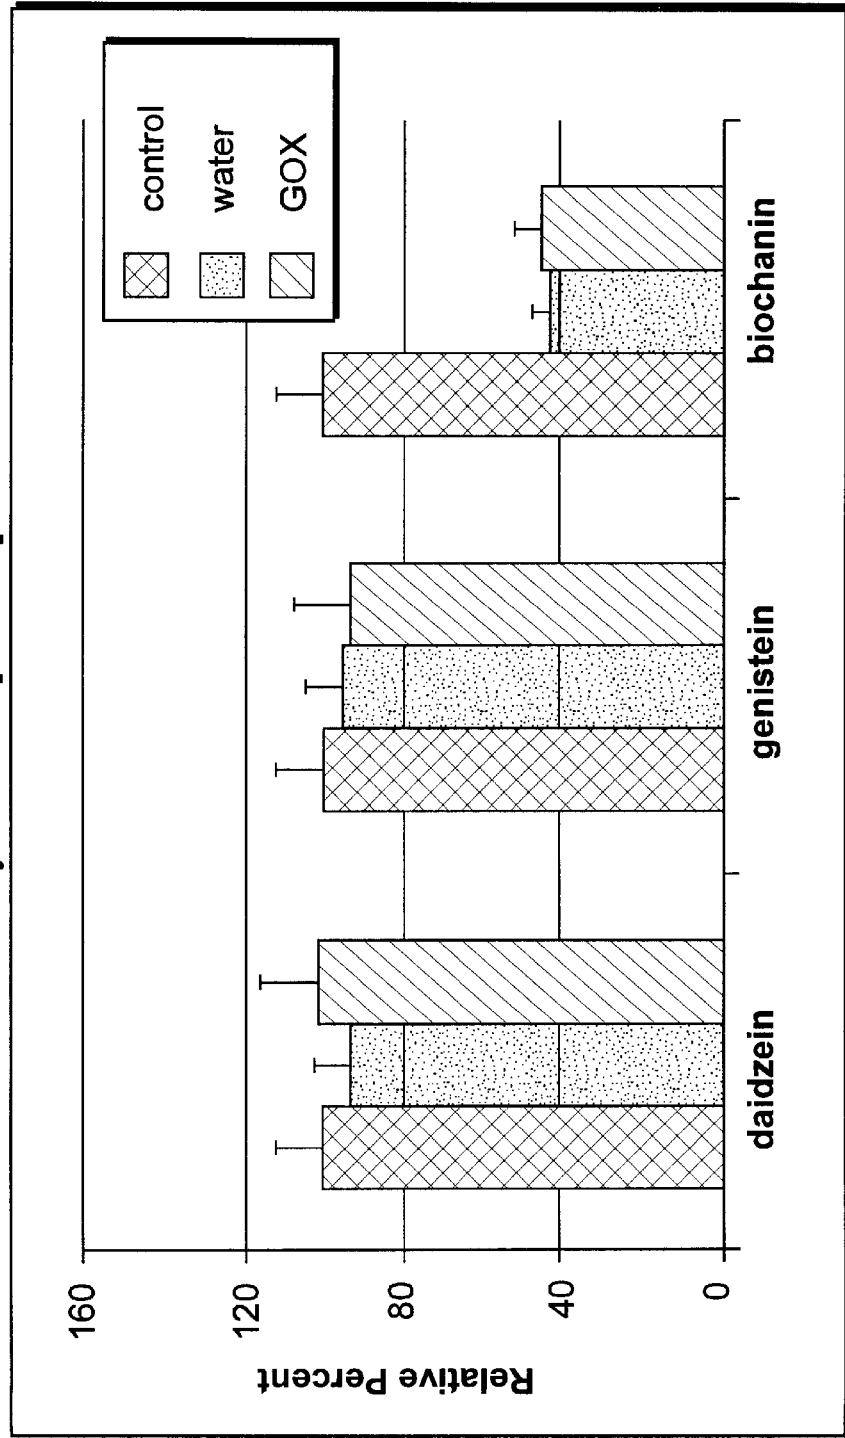 control
water
GOX
160
120
80
40
0
Relative Percent
daidzein
genistein
biochanin